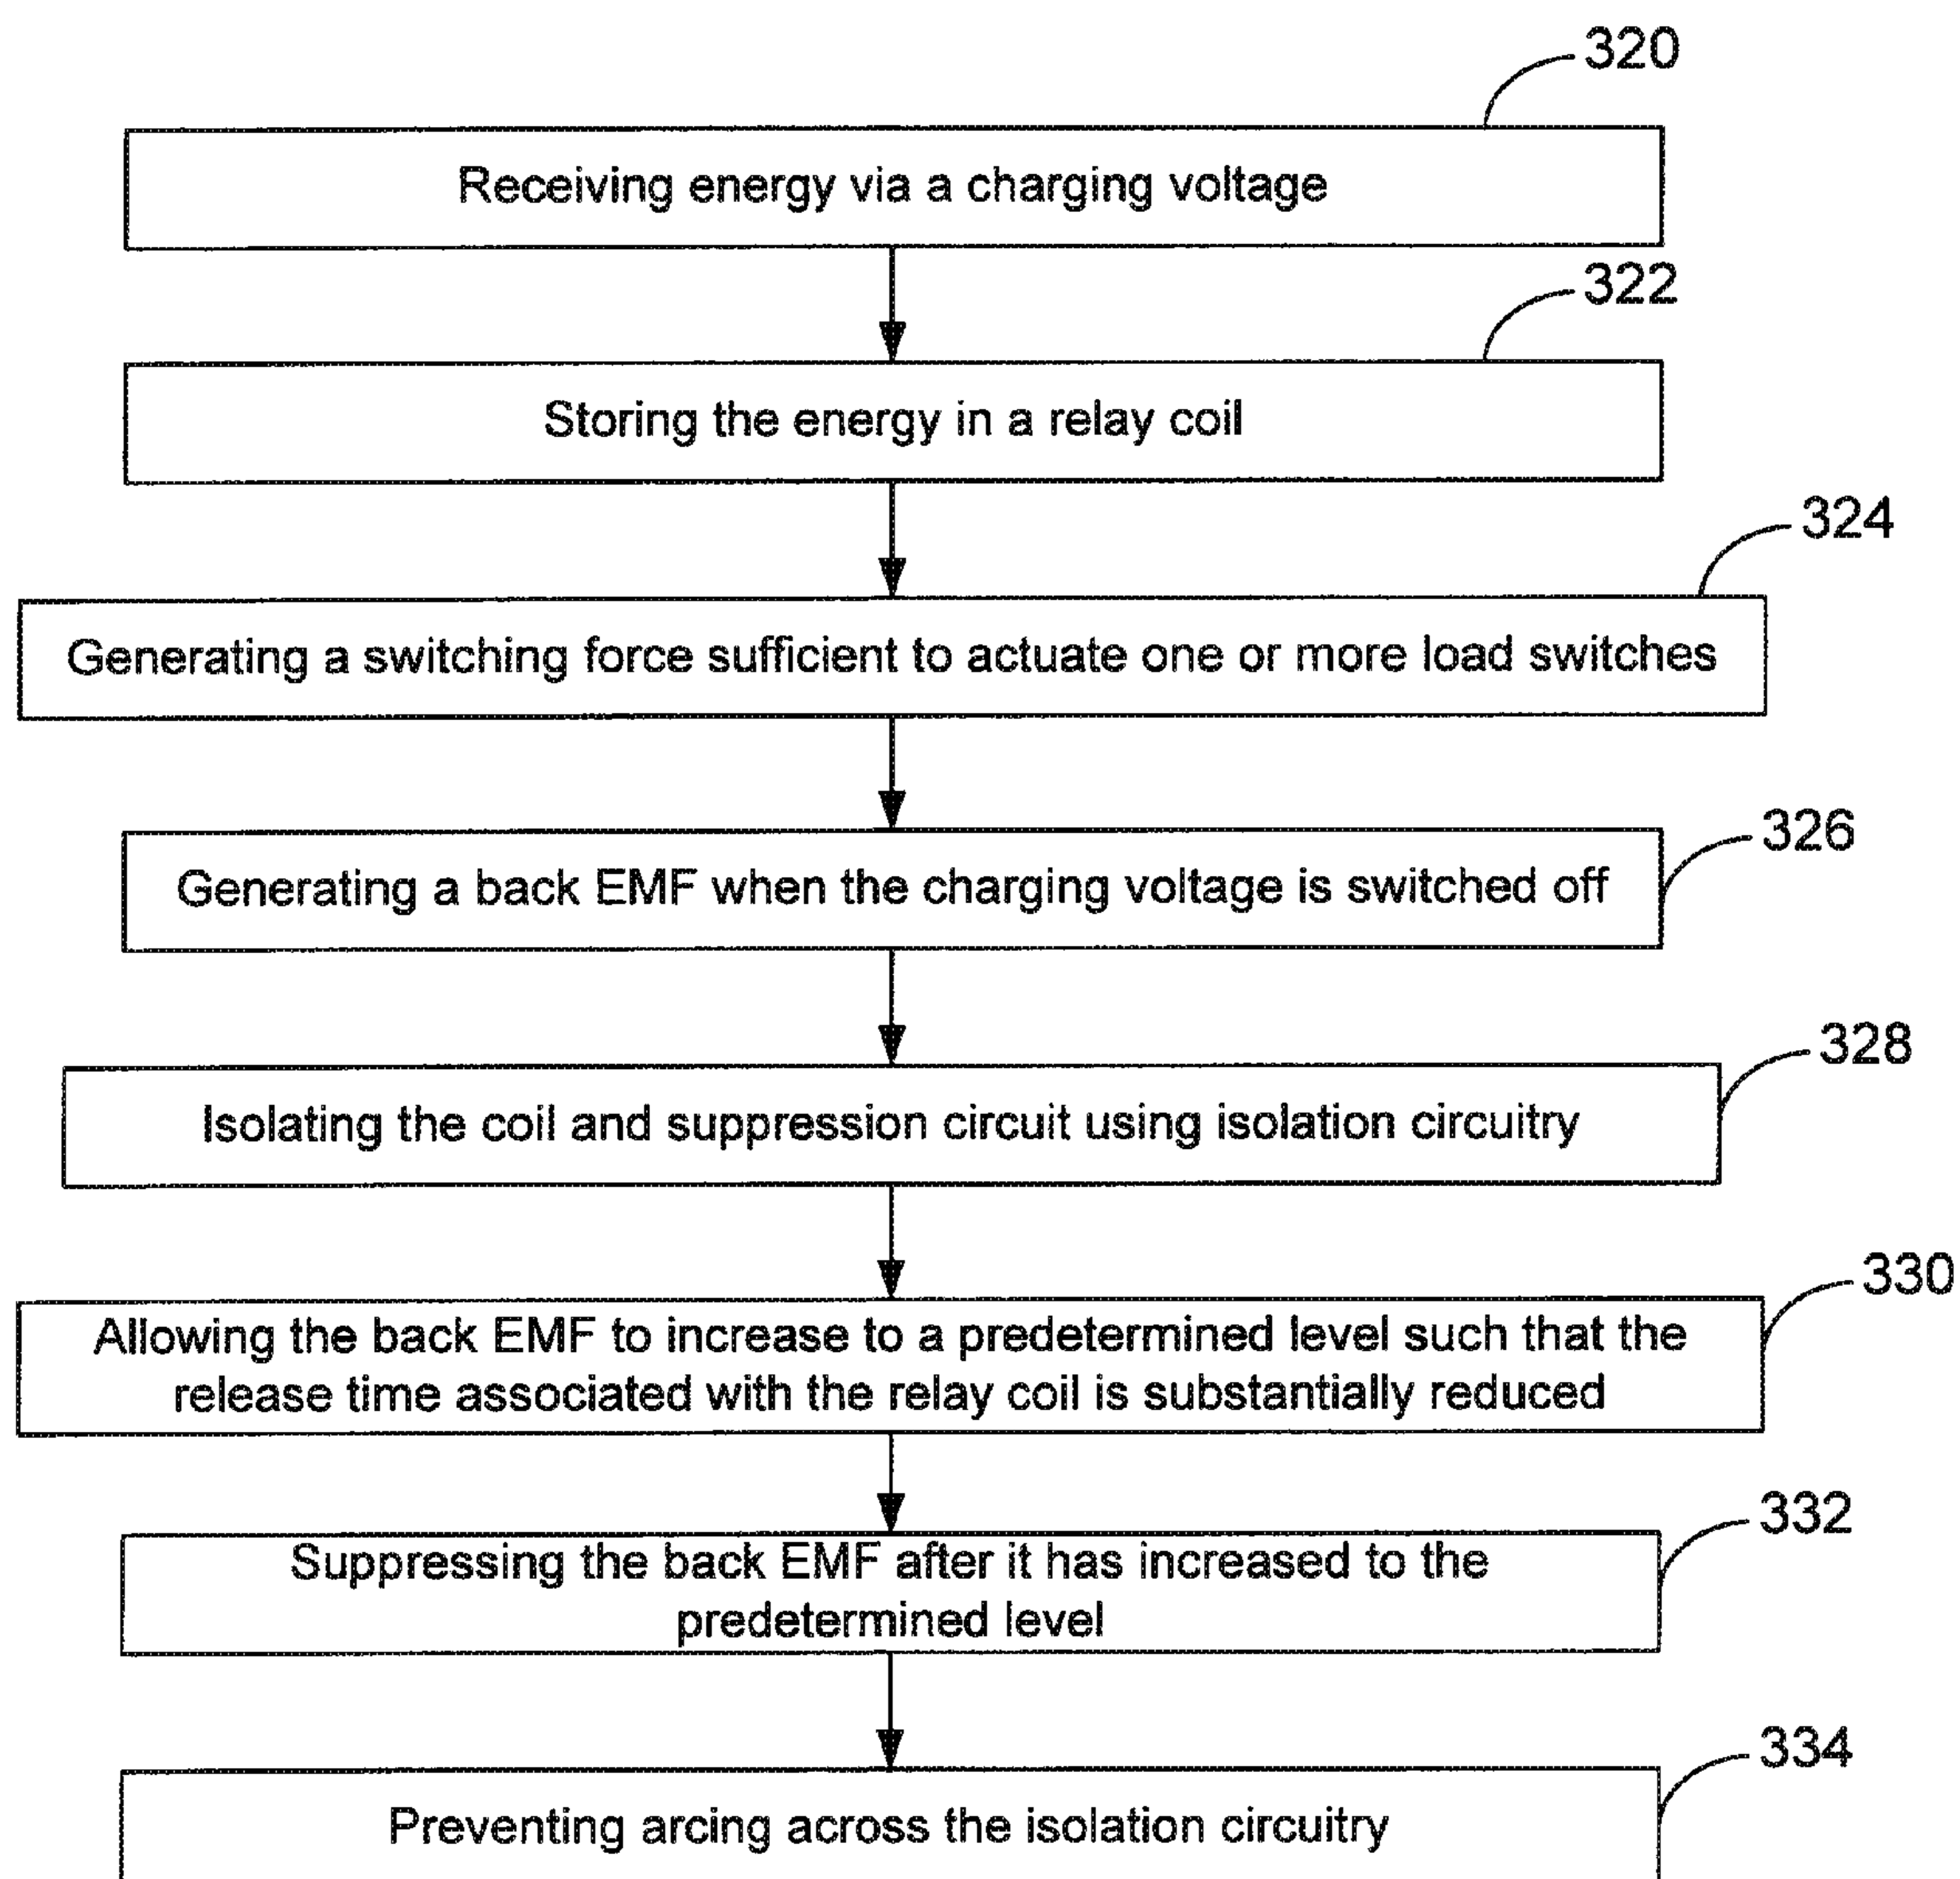 320
Receiving energy via a charging voltage
322
Storing the energy in a relay coil
324
Generating a switching force sufficient to actuate one or more load switches
326
Generating a back EMF when the charging voltage is switched off
328
Isolating the coil and suppression circuit using isolation circuitry
330
Allowing the back EMF to increase to a predetermined level such that the
release time associated with the relay coil is substantially reduced
332
Suppressing the back EMF after it has increased to the
predetermined level
334
Preventing arcing across the isolation circuitry